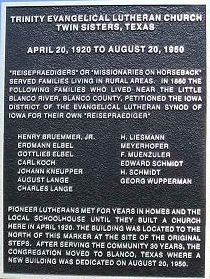 TRINITY EVANGELICAL LUTHERAN CHURCH
TWIN SISTERS, TEXAS
APRIL 20, 1920 TO AUGUST 20, 1950
"REISEPRAEDIGERS" OR "MISSIONARIES ON HORSEBACK"
SERVED FAMILIES LIVING IN RURAL AREAS. IN 1860 THE
FOLLOWING FAMILIES WHO LIVED NEAR THE LITTLE
BLANCO RIVER, BLANCO COUNTY, PETITIONED THE IOWA
DISTRICT OF THE EVANGELICAL LUTHERAN SYNOD OF
IOWA FOR THEIR OWN "REISEPRAEDIGER"
HENRY BRUEMMER, JR.
ERDMANN ELBEL
GOTTLIEB ELBEL
CARL KOCH
JOHANN KNEUPPER
AUGUST LANGE
CHARLES LANGE
H. LIESMANN
MEYERHOFER
F. MUENZULER
EDWARD SCHMIDT
H. SCHMIDT
GEORG WUPPERMAN
PIONEER LUTHERANS MET FOR YEARS IN HOMES AND THE
LOCAL SCHOOLHOUSE UNTIL THEY BUILT A CHURCH
HERE IN APRIL 1920. THE BUILDING WAS LOCATED TO THE
NORTH OF THIS MARKER AT THE SITE OF THE ORIGINAL
STEPS. AFTER SERVING THE COMMUNITY 30 YEARS, THE
CONGREGATION MOVED TO BLANCO, TEXAS WHERE A
NEW BUILDING WAS DEDICATED ON AUGUST 20, 1950.